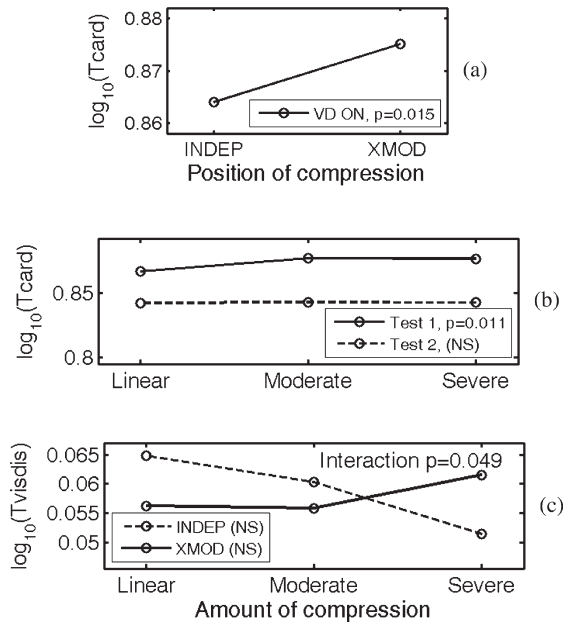 0.88
0.87
0.86
log10(Tcard)
VD ON, p=0.015
INDEP XMOD
Position of compression
(a)
0.85
0.8
log10(Tcard)
Test 1, p=0.011
Test 2, (NS)
Linear Moderate Severe
(b)
0.065
0.06
0.055
0.05
log10(Tvisdis)
Interaction p=0.049
INDEP (NS)
XMOD (NS)
Linear Moderate Severe
Amount of compression
(c)